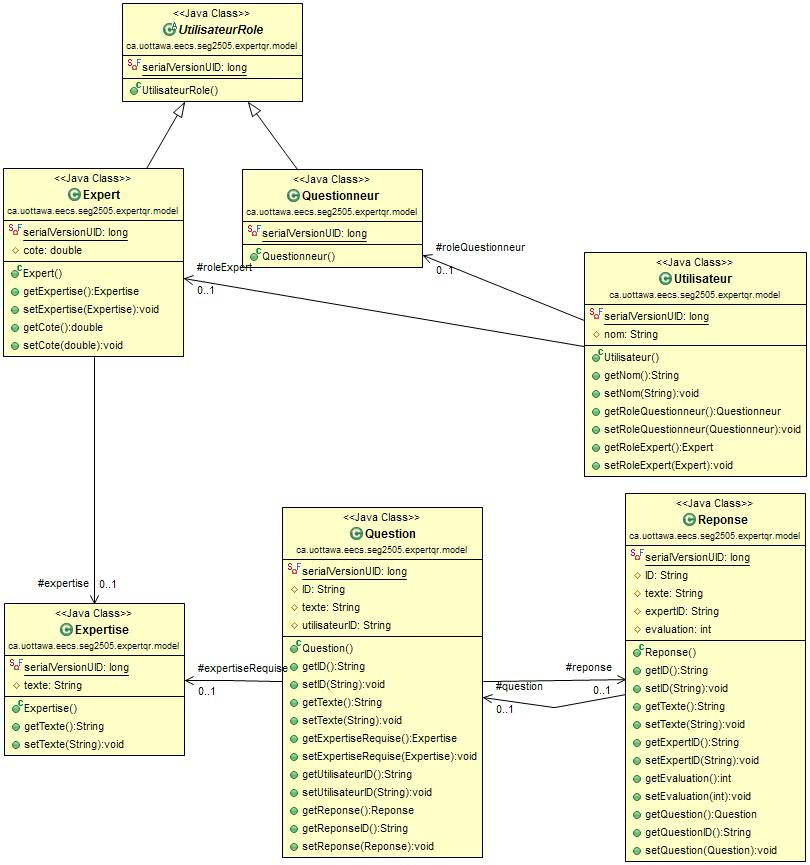 <<Java Class>>
UtilisateurRole
ca.uottawa.eecs.seg2505.expertqr.model
serialVersionUID: long
UtilisateurRole()
<<Java Class>>
Expert
ca.uottawa.eecs.seg2505.expertqr.model
serialVersionUID: long
cote: double
Expert()
getExpertise():Expertise
setExpertise(Expertise):void
getCote():double
setCote(double):void
<<Java Class>>
Questionneur
ca.uottawa.eecs.seg2505.expertqr.model
serialVersionUID: long
Questionneur()
#roleQuestionneur
0..1
#roleExpert
0..1
<<Java Class>>
Utilisateur
ca.uottawa.eecs.seg2505.expertqr.model
serialVersionUID: long
nom: String
Utilisateur()
getNom():String
setNom(String):void
getRoleQuestionneur():Questionneur
setRoleQuestionneur(Questionneur):void
getRoleExpert():Expert
setRoleExpert(Expert):void
#expertise
0..1
<<Java Class>>
Expertise
ca.uottawa.eecs.seg2505.expertqr.model
serialVersionUID: long
texte: String
Expertise()
getTexte():String
setTexte(String):void
#expertiseRequise
0..1
<<Java Class>>
Question
ca.uottawa.eecs.seg2505.expertqr.model
serialVersionUID: long
ID: String
texte: String
utilisateurID: String
Question()
getID():String
setID(String):void
getTexte():String
setTexte(String):void
getExpertiseRequise():Expertise
setExpertiseRequise(Expertise):void
getUtilisateurID():String
setUtilisateurID(String):void
getReponse():Reponse
getReponseID():String
setReponse(Reponse):void
#reponse
0..1
#question
0..1
<<Java Class>>
Reponse
ca.uottawa.eecs.seg2505.expertqr.model
serialVersionUID: long
ID: String
texte: String
expertID: String
evaluation: int
Reponse()
getID():String
setID(String):void
getTexte():String
setTexte(String):void
getExpertID():String
setExpertID(String):void
getEvaluation():int
setEvaluation(int):void
getQuestion():Question
getQuestionID():String
setQuestion(Question):void